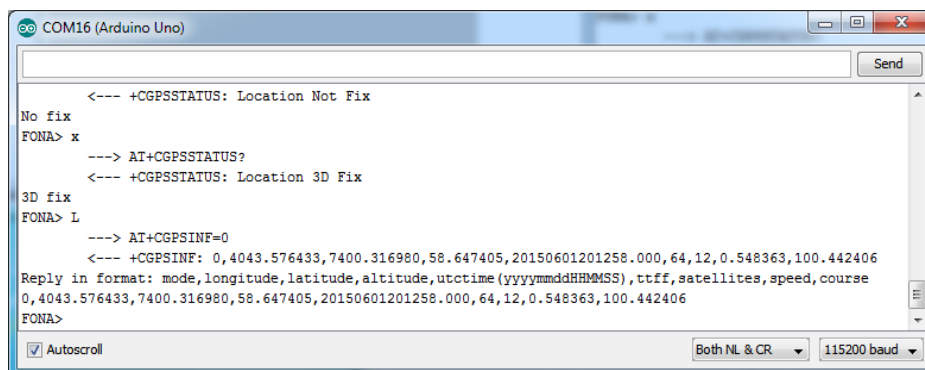 COM16 (Arduino Uno)
Send
<--- +CGPSSTATUS: Location Not Fix
No fix
FONA> x
---> AT+CGPSSTATUS?
<--- +CGPSSTATUS: Location 3D Fix
3D fix
FONA> L
---> AT+CGPSINF=0
<--- +CGPSINF: 0,4043.576433,7400.316980,58.647405,20150601201258.000,64,12,0.548363,100.442406
Reply in format: mode,longitude,latitude,altitude,utctime(yyyymmddHHMMSS),ttff,satellites,speed,course
0,4043.576433,7400.316980,58.647405,20150601201258.000,64,12,0.548363,100.442406
FONA>
Autoscroll
Both NL & CR
115200 baud